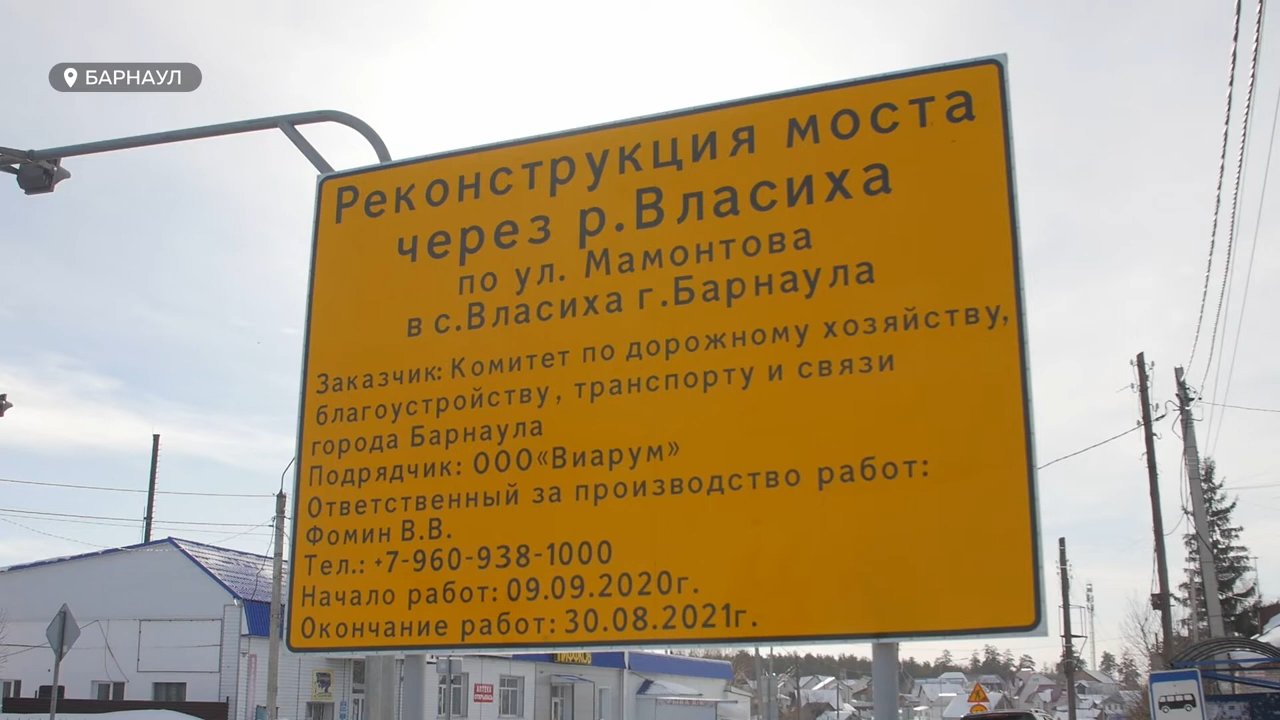 БАРНАУЛ
Реконструкция моста
через р.Власиха
по ул. Мамонтова
в с.Власиха г.Барнаула
Заказчик: Комитет по дорожному хозяйству,
благоустройству, транспорту и связи
города Барнаула
Подрядчик: ООО«Виарум»
Ответственный за производство работ:
Фомин В.В.
Тел.: +7-960-938-1000
Начало работ: 09.09.2020г.
Окончание работ: 30.08.2021г.
АПТЕКА